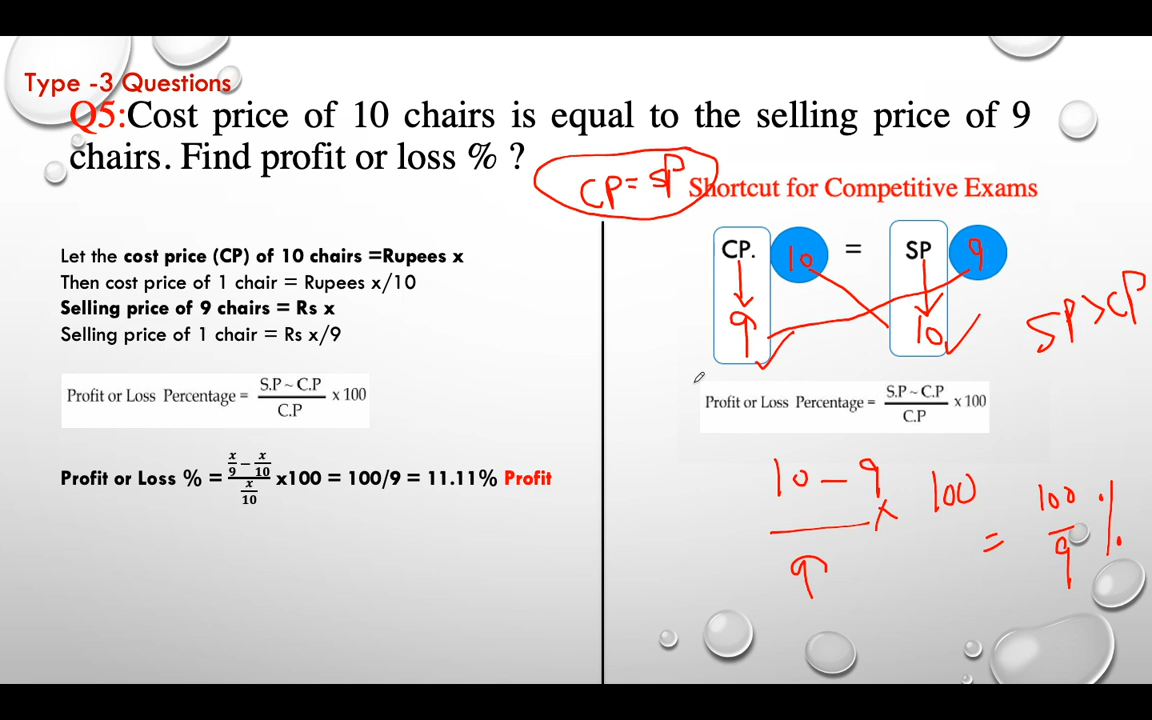 Type -3 Questions
Q5:Cost price of 10 chairs is equal to the selling price of 9
chairs. Find profit or loss % ?
CP = SP
Shortcut for Competitive Exams
Let the cost price (CP) of 10 chairs =Rupees x
Then cost price of 1 chair = Rupees x/10
Selling price of 9 chairs = Rs x
Selling price of 1 chair = Rs x/9
Profit or Loss Percentage = S.P ~ C.P / C.P x 100
Profit or Loss % = (x/9 − x/10) / (x/10) x100 = 100/9 = 11.11% Profit
CP. 10 = SP 9
9 10
SP > CP
Profit or Loss Percentage = S.P ~ C.P / C.P x 100
10 − 9 / 9 x 100 = 100/9 %